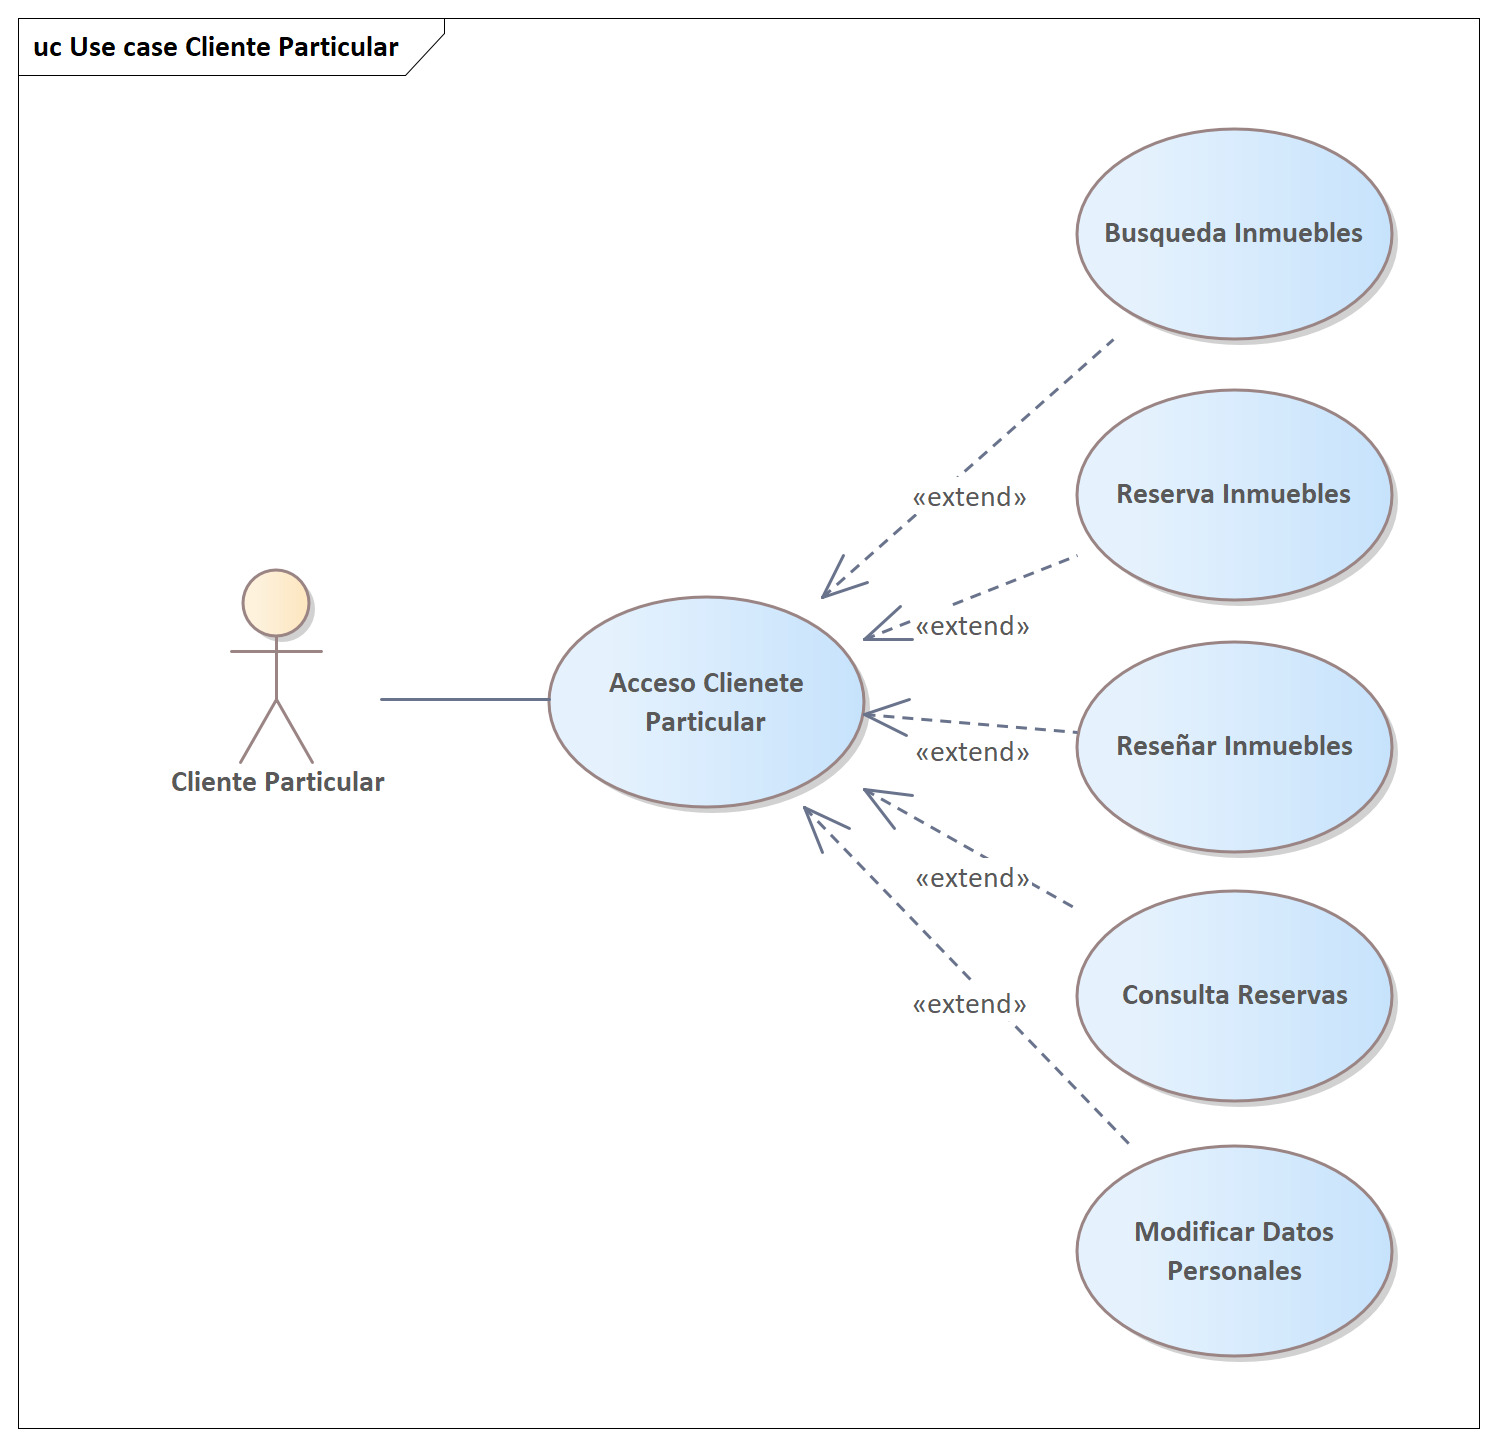 uc Use case Cliente Particular
Busqueda Inmuebles
«extend»
Reserva Inmuebles
«extend»
Acceso Clienete
Particular
Reseñar Inmuebles
«extend»
Cliente Particular
«extend»
Consulta Reservas
«extend»
Modificar Datos
Personales